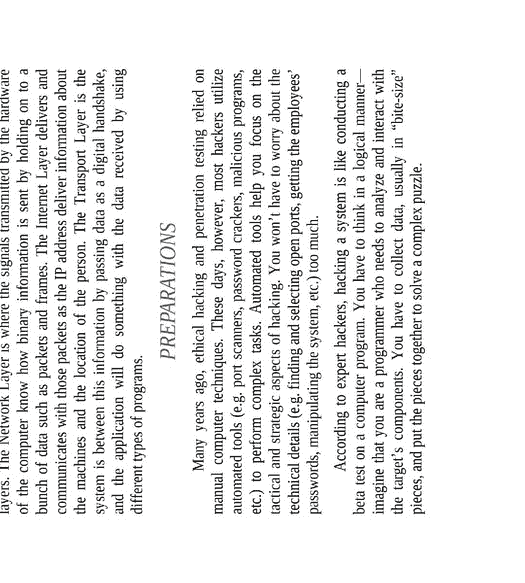 layers. The Network Layer is where the signals transmitted by the hardware
of the computer know how binary information is sent by holding on to a
bunch of data such as packets and frames. The Internet Layer delivers and
communicates with those packets as the IP address deliver information about
the machines and the location of the person. The Transport Layer is the
system is between this information by passing data as a digital handshake,
and the application will do something with the data received by using
different types of programs.
PREPARATIONS
Many years ago, ethical hacking and penetration testing relied on
manual computer techniques. These days, however, most hackers utilize
automated tools (e.g. port scanners, password crackers, malicious programs,
etc.) to perform complex tasks. Automated tools help you focus on the
tactical and strategic aspects of hacking. You won’t have to worry about the
technical details (e.g. finding and selecting open ports, getting the employees’
passwords, manipulating the system, etc.) too much.
According to expert hackers, hacking a system is like conducting a
beta test on a computer program. You have to think in a logical manner—
imagine that you are a programmer who needs to analyze and interact with
the target’s components. You have to collect data, usually in “bite-size”
pieces, and put the pieces together to solve a complex puzzle.